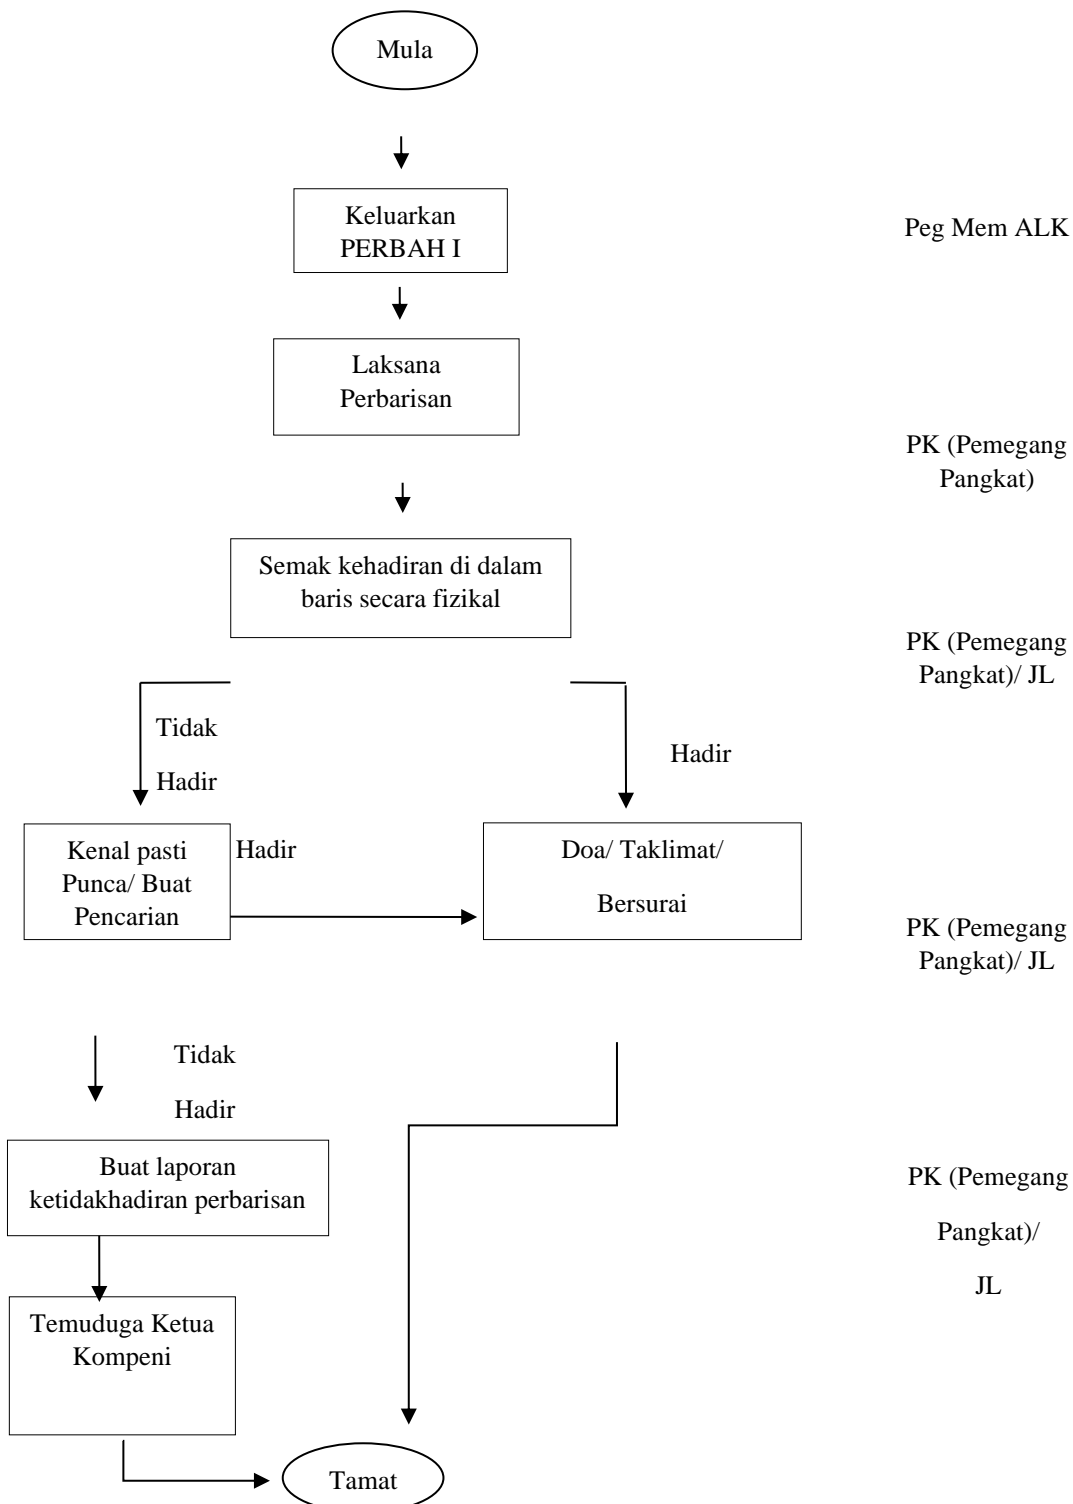 Mula
Keluarkan
PERBAH I
Peg Mem ALK
Laksana
Perbarisan
PK (Pemegang
Pangkat)
Semak kehadiran di dalam
baris secara fizikal
PK (Pemegang
Pangkat)/ JL
Tidak
Hadir
Hadir
Kenal pasti
Punca/ Buat
Pencarian
Hadir
Doa/ Taklimat/
Bersurai
PK (Pemegang
Pangkat)/ JL
Tidak
Hadir
Buat laporan
ketidakhadiran perbarisan
PK (Pemegang
Pangkat)/
JL
Temuduga Ketua
Kompeni
Tamat